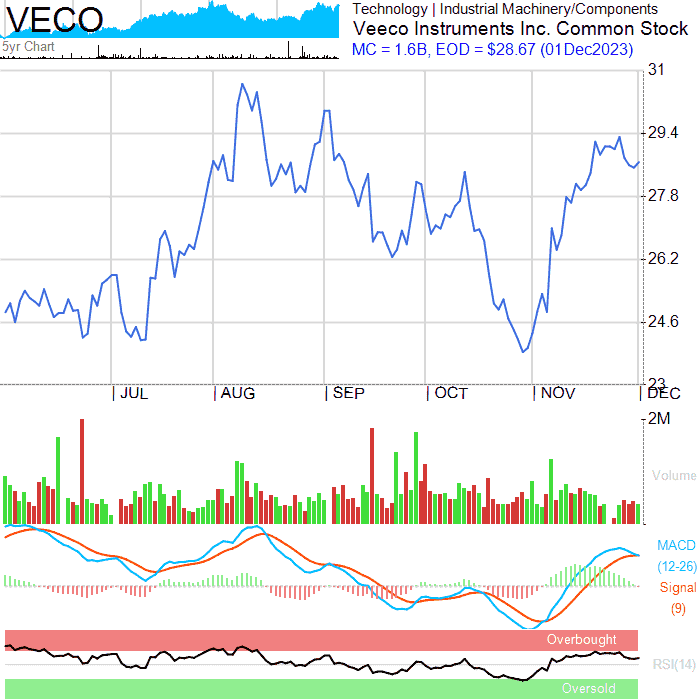 VECO
5yr Chart
Technology | Industrial Machinery/Components
Veeco Instruments Inc. Common Stock
MC = 1.6B, EOD = $28.67 (01Dec2023)
31
29.4
27.8
26.2
24.6
23
JUL AUG SEP OCT NOV DEC
2M
Volume
MACD
(12-26)
Signal
(9)
Overbought
RSI(14)
Oversold